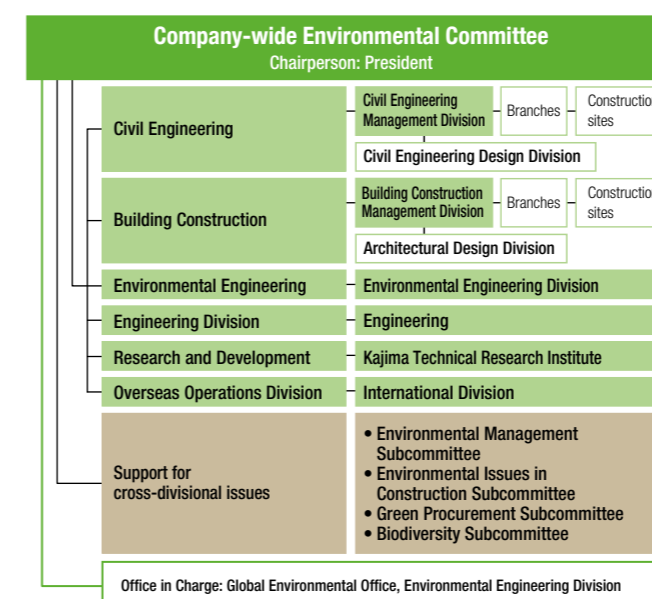 Company-wide Environmental Committee
Chairperson: President
Civil Engineering
Civil Engineering
Management Division
Branches
Constructio
sites
Civil Engineering Design Division
Building Construction
Building Construction
Management Division
Branches
Constructio
sites
Architectural Design Division
Environmental Engineering
Environmental Engineering Division
Engineering Division
Engineering
Research and Development
Kajima Technical Research Institute
Overseas Operations Division
International Division
Support for
cross-divisional issues
• Environmental Management
Subcommittee
• Environmental Issues in
Construction Subcommittee
• Green Procurement Subcommittee
• Biodiversity Subcommittee
Office in Charge: Global Environmental Office, Environmental Engineering Division